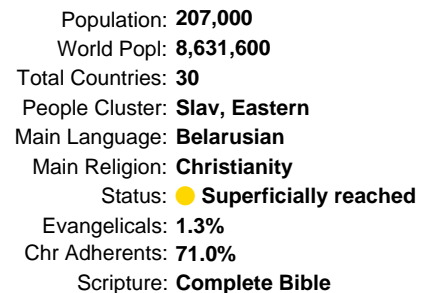 Population: 207,000
World Popl: 8,631,600
Total Countries: 30
People Cluster: Slav, Eastern
Main Language: Belarusian
Main Religion: Christianity
Status: Superficially reached
Evangelicals: 1.3%
Chr Adherents: 71.0%
Scripture: Complete Bible